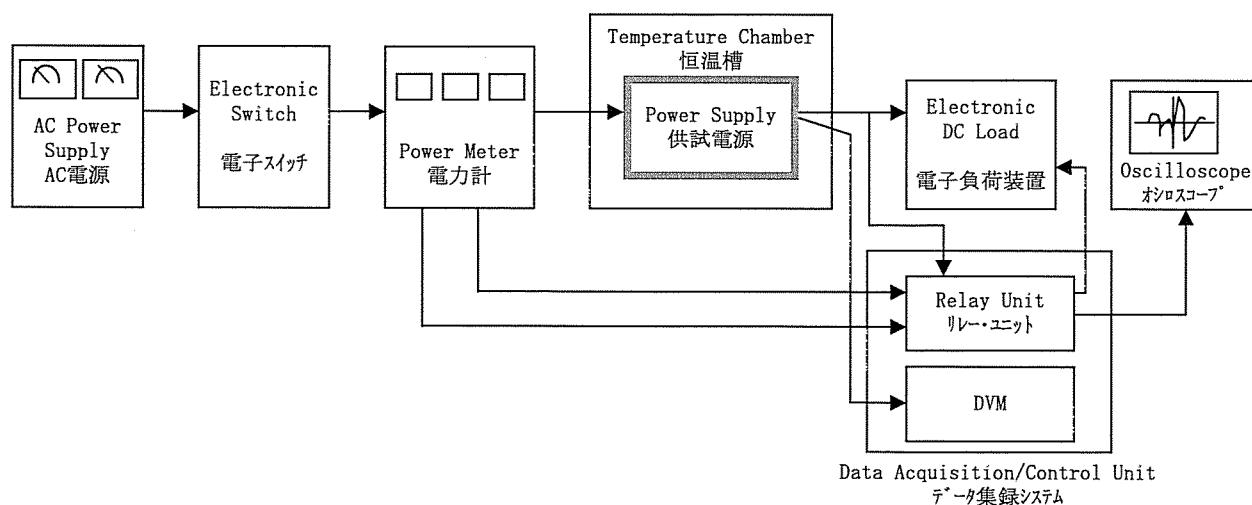 AC Power
Supply
AC電源
Electronic
Switch
電子スイッチ
Power Meter
電力計
Temperature Chamber
恒温槽
Power Supply
供試電源
Electronic
DC Load
電子負荷装置
Oscilloscope
オシロスコープ
Relay Unit
リレー・ユニット
DVM
Data Acquisition/Control Unit
データ集録システム